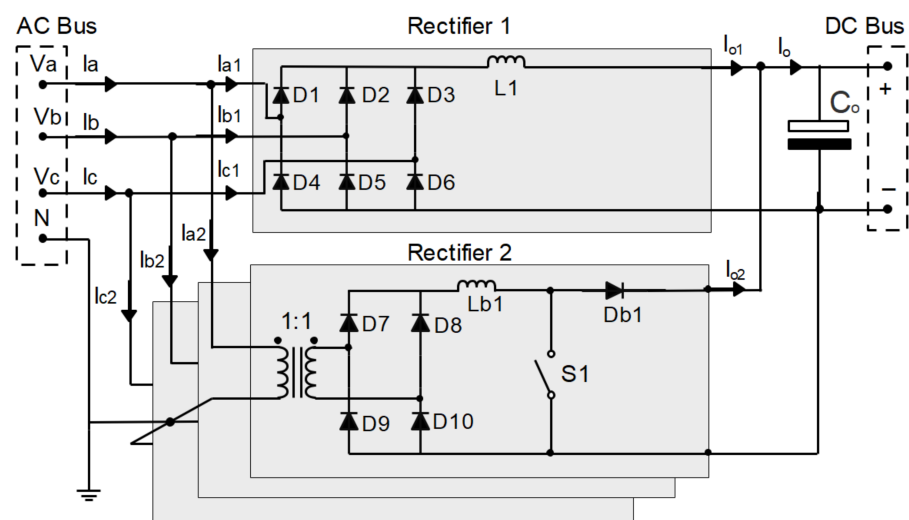 AC Bus
Rectifier 1
DC Bus
Va
Ia
Ia1
Io1
Io
D1
D2
D3
L1
+
Vb
Ib
Ib1
Co
Vc
Ic
Ic1
D4
D5
D6
−
N
Ia2
Rectifier 2
Ib2
Io2
Ic2
1:1
D7
D8
Lb1
Db1
S1
D9
D10